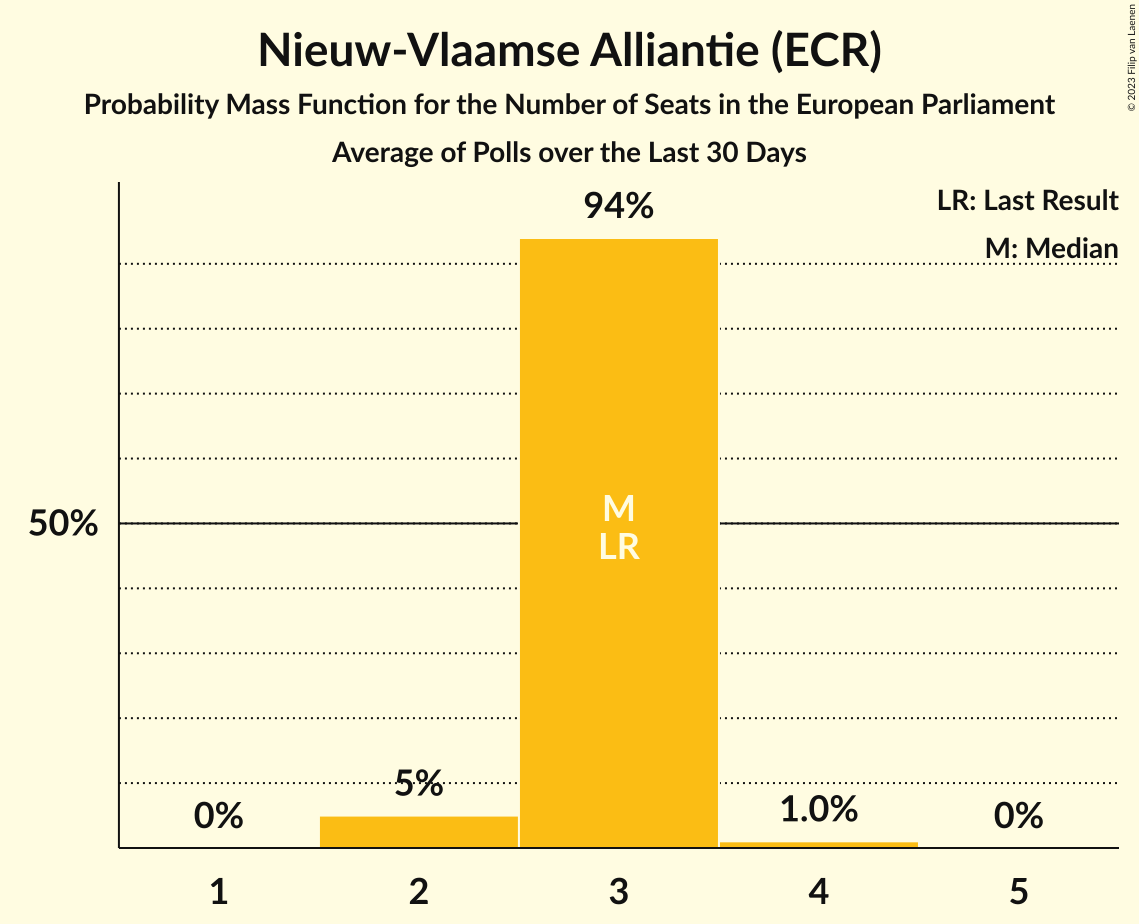 Nieuw-Vlaamse Alliantie (ECR)
Probability Mass Function for the Number of Seats in the European Parliament
Average of Polls over the Last 30 Days
© 2023 Filip van Laenen
LR: Last Result
M: Median
94%
50%
M
LR
0%
5%
1.0%
0%
1
2
3
4
5